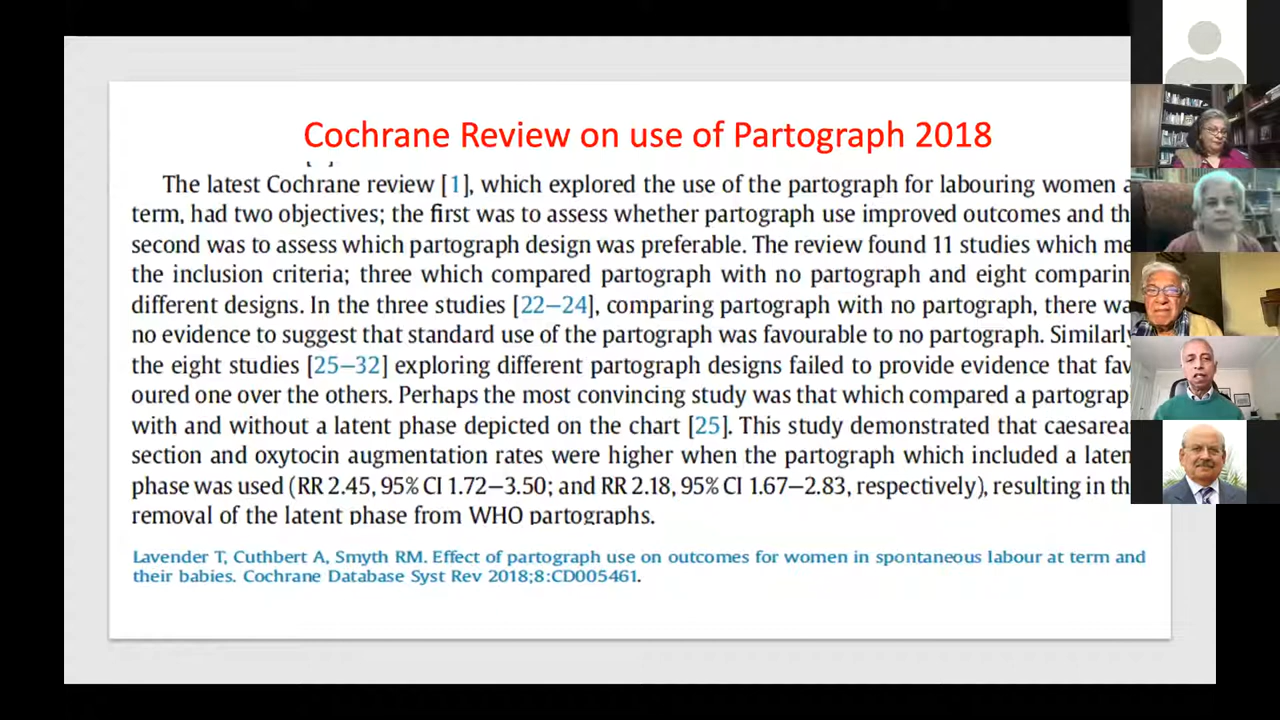 Cochrane Review on use of Partograph 2018
The latest Cochrane review [1], which explored the use of the partograph for labouring women a
term, had two objectives; the first was to assess whether partograph use improved outcomes and th
second was to assess which partograph design was preferable. The review found 11 studies which me
the inclusion criteria; three which compared partograph with no partograph and eight comparin
different designs. In the three studies [22–24], comparing partograph with no partograph, there wa
no evidence to suggest that standard use of the partograph was favourable to no partograph. Similarly
the eight studies [25–32] exploring different partograph designs failed to provide evidence that fav
oured one over the others. Perhaps the most convincing study was that which compared a partograp
with and without a latent phase depicted on the chart [25]. This study demonstrated that caesarea
section and oxytocin augmentation rates were higher when the partograph which included a laten
phase was used (RR 2.45, 95% CI 1.72–3.50; and RR 2.18, 95% CI 1.67–2.83, respectively), resulting in th
removal of the latent phase from WHO partographs.
Lavender T, Cuthbert A, Smyth RM. Effect of partograph use on outcomes for women in spontaneous labour at term and
their babies. Cochrane Database Syst Rev 2018;8:CD005461.